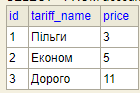 id tariff_name price
1 Пільги 3
2 Економ 5
3 Дорого 11